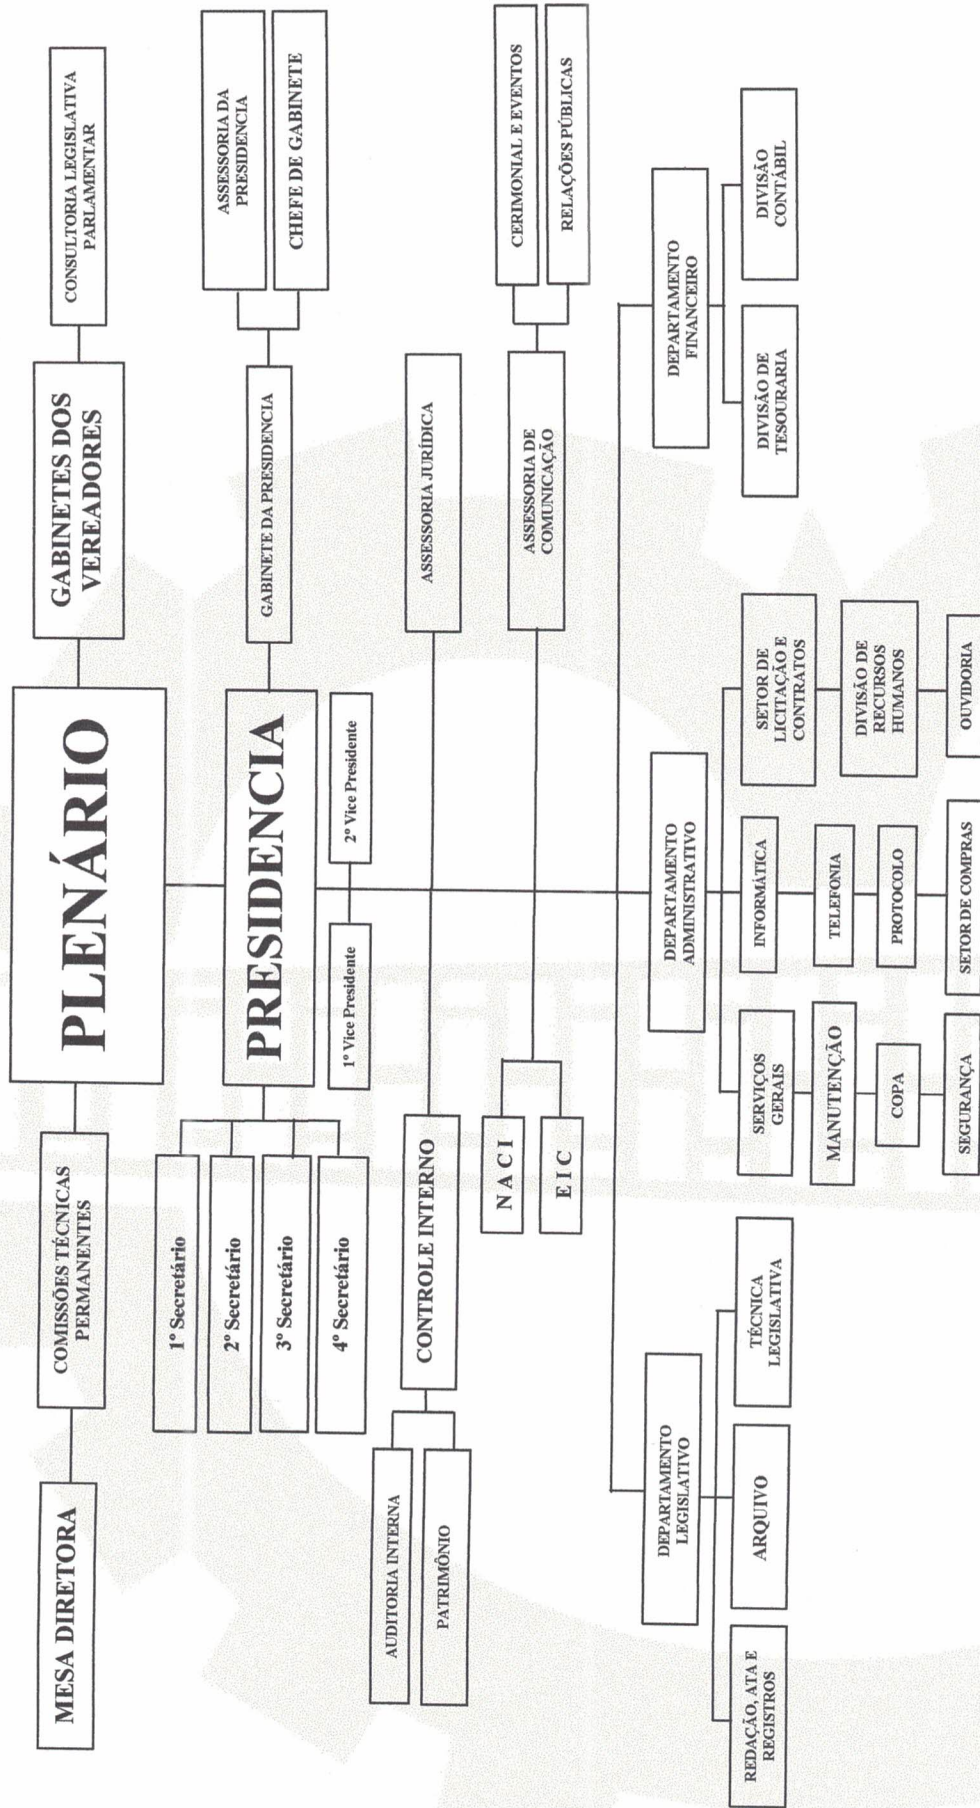 MESA DIRETORA
COMISSÕES TÉCNICAS
PERMANENTES
PLENÁRIO
GABINETES DOS
VEREADORES
CONSULTORIA LEGISLATIVA
PARLAMENTAR
1º Secretário
2º Secretário
3º Secretário
4º Secretário
PRESIDENCIA
1º Vice Presidente
2º Vice Presidente
GABINETE DA PRESIDENCIA
ASSESSORIA DA
PRESIDENCIA
CHEFE DE GABINETE
AUDITORIA INTERNA
PATRIMÔNIO
CONTROLE INTERNO
ASSESSORIA JURÍDICA
N A C I
E I C
ASSESSORIA DE
COMUNICAÇÃO
CERIMONIAL E EVENTOS
RELAÇÕES PÚBLICAS
DEPARTAMENTO
LEGISLATIVO
REDAÇÃO, ATA E
REGISTROS
ARQUIVO
TÉCNICA
LEGISLATIVA
DEPARTAMENTO
ADMINISTRATIVO
SERVIÇOS
GERAIS
MANUTENÇÃO
COPA
SEGURANÇA
INFORMÁTICA
TELEFONIA
PROTOCOLO
SETOR DE COMPRAS
SETOR DE
LICITAÇÃO E
CONTRATOS
DIVISÃO DE
RECURSOS
HUMANOS
OUVIDORIA
DEPARTAMENTO
FINANCEIRO
DIVISÃO DE
TESOURARIA
DIVISÃO
CONTÁBIL